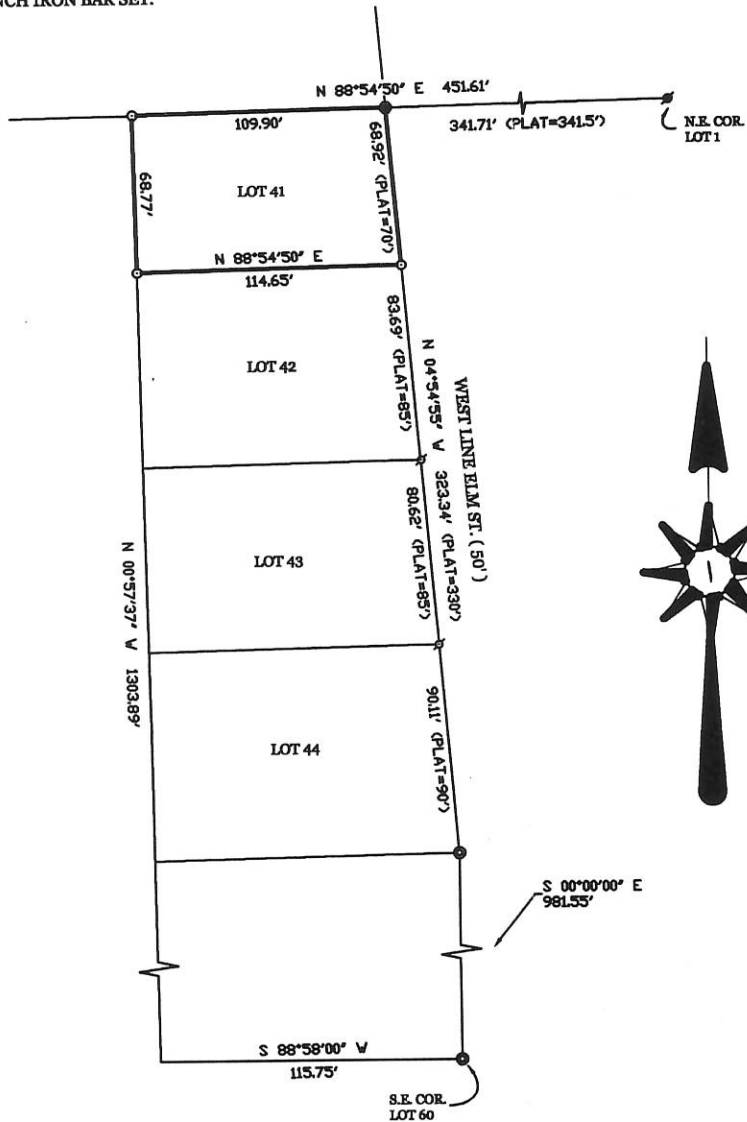 NCH IRON BAR SET.
N 88°54'50" E 451.61'
109.90'
341.71' (PLAT=341.5')
N.E. COR.
LOT 1
68.77'
LOT 41
68.92' (PLAT=70')
N 88°54'50" E
114.65'
LOT 42
83.69' (PLAT=85')
N 04°54'55" W 323.34' (PLAT=330')
WEST LINE ELM ST. ( 50')
LOT 43
80.62' (PLAT=85')
N 00°57'37" W 1303.89'
LOT 44
90.11' (PLAT=90')
S 00°00'00" E
981.55'
S 88°58'00" W
115.75'
S.E. COR.
LOT 60